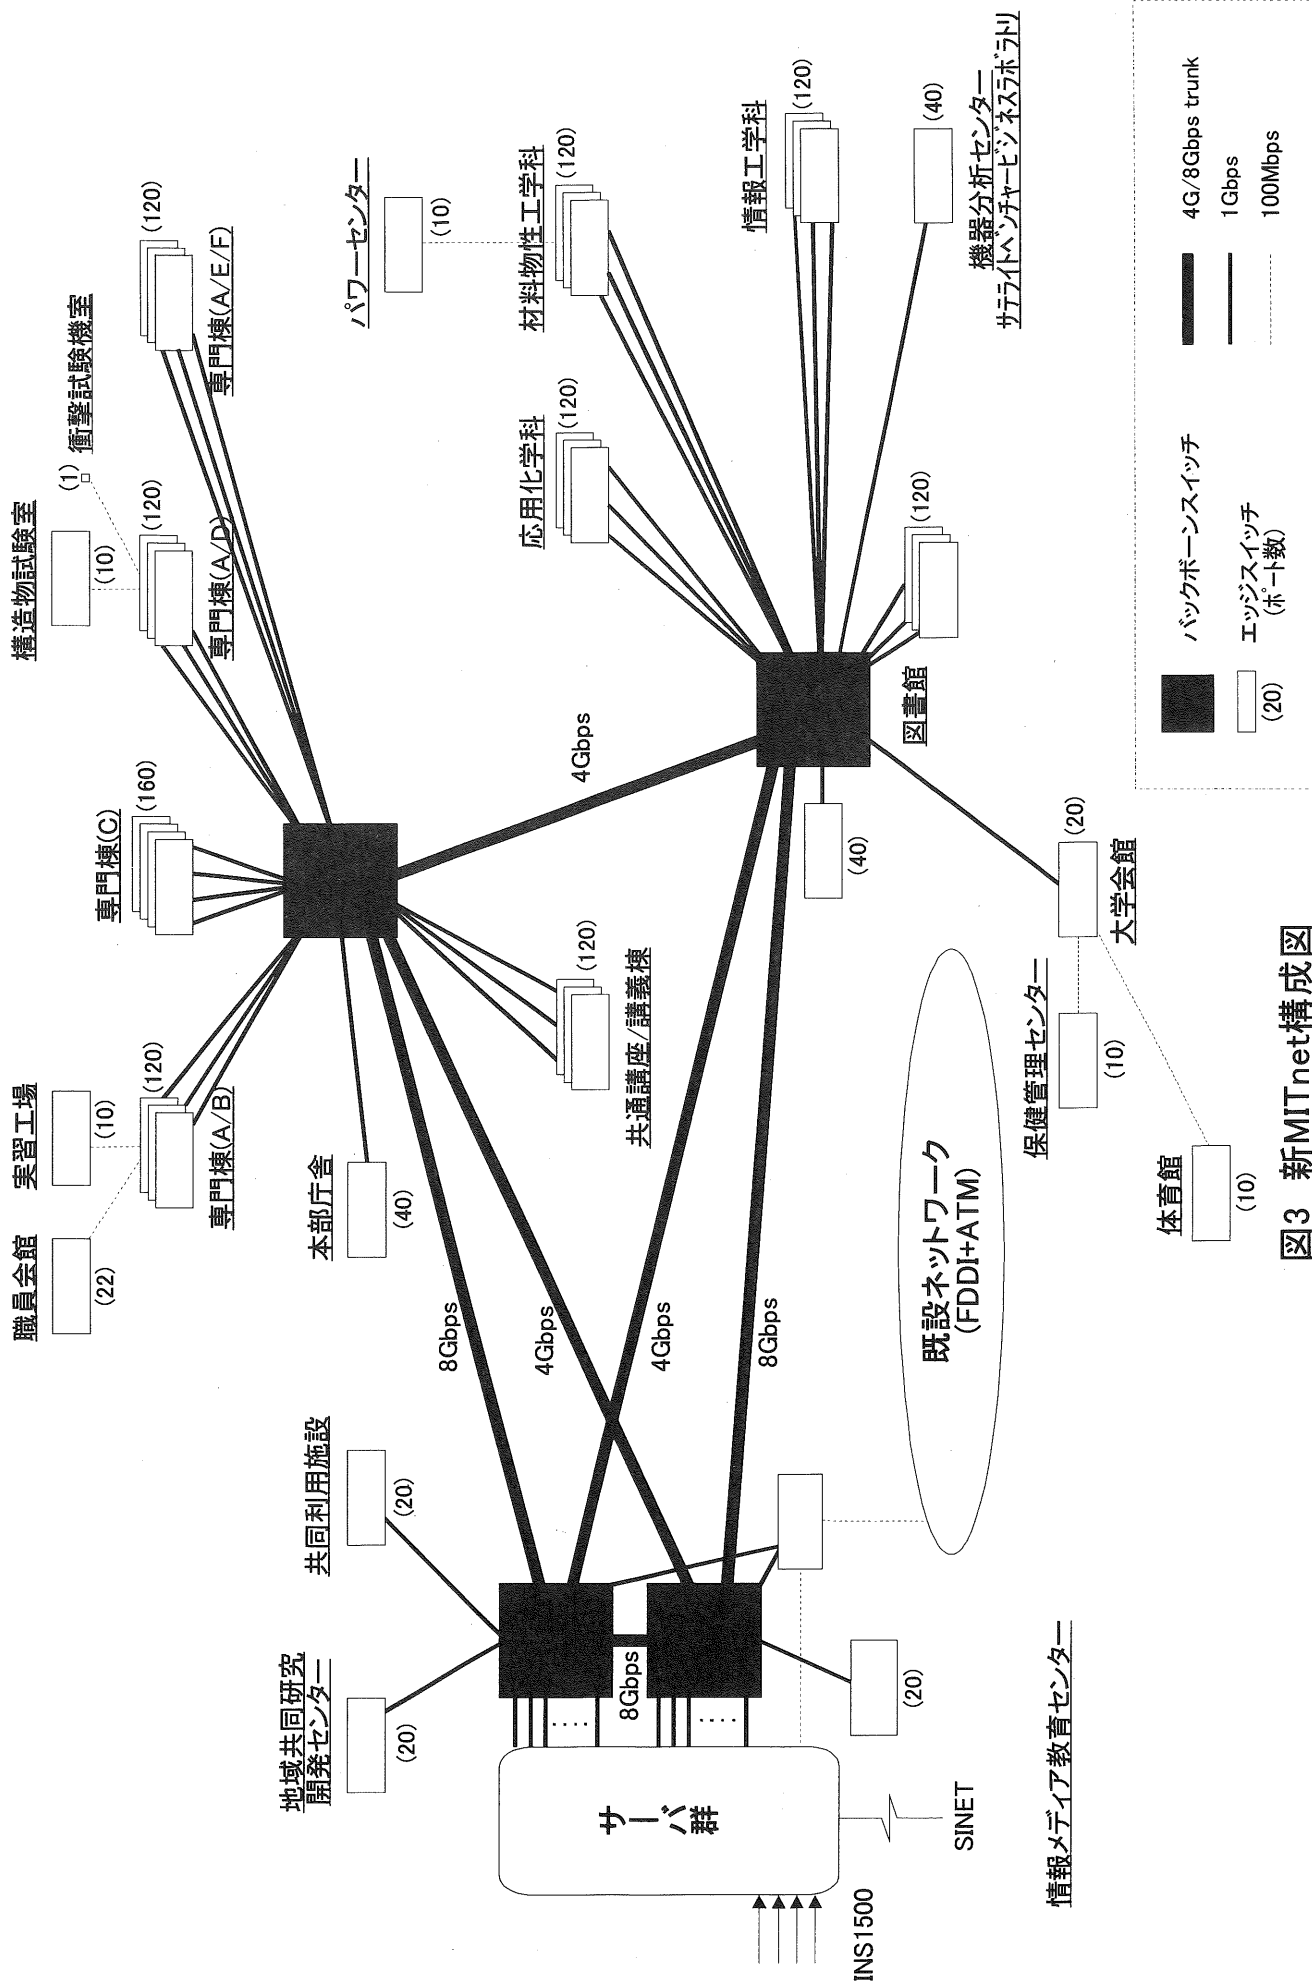 職員会館
(22)
実習工場
(10)
専門棟(A/B)
(120)
専門棟(C)
(160)
構造物試験室
(10)
(1)
衝撃試験機室
専門棟(A/D)
(120)
専門棟(A/E/F)
(120)
地域共同研究
開発センター
(20)
共同利用施設
(20)
本部庁舎
(40)
共通講座/講義棟
(120)
パワーセンター
(10)
応用化学科
(120)
材料物性工学科
(120)
情報工学科
(120)
機器分析センター
サテライトベンチャービジネスラボラトリ
(40)
図書館
(120)
(40)
8Gbps
4Gbps
4Gbps
8Gbps
4Gbps
8Gbps
サーバ群
(20)
INS1500
SINET
情報メディア教育センター
既設ネットワーク
(FDDI+ATM)
保健管理センター
(10)
大学会館
(20)
体育館
(10)
バックボーンスイッチ
(20)
エッジスイッチ
(ポート数)
4G/8Gbps trunk
1Gbps
100Mbps
図3 新MITnet構成図